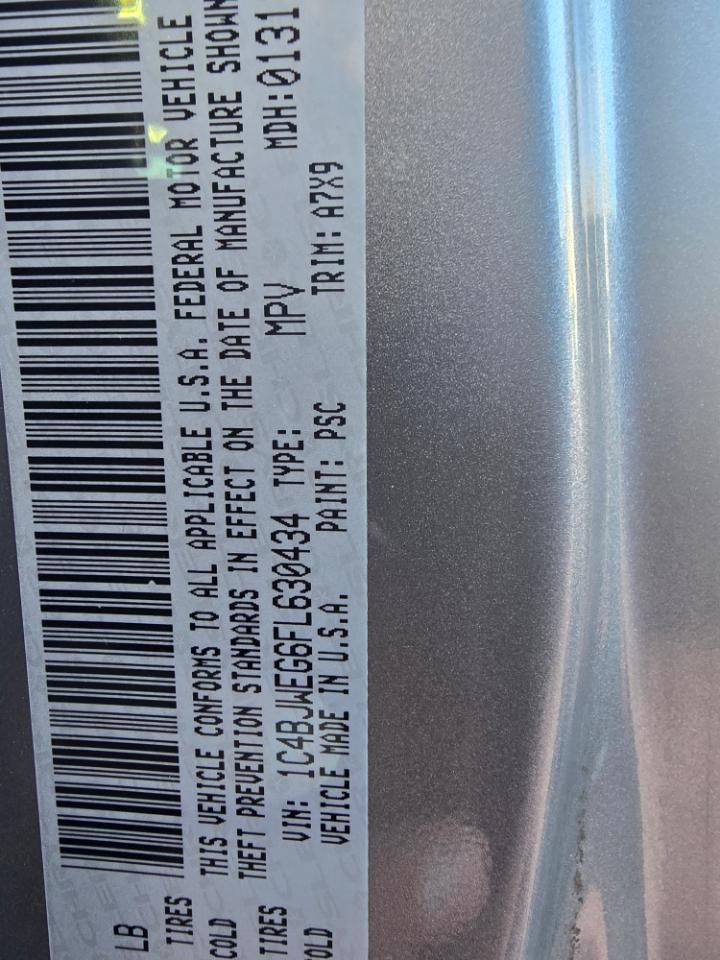 THIS VEHICLE CONFORMS TO ALL APPLICABLE U.S.A. FEDERAL MOTOR VEHICLE
THEFT PREVENTION STANDARDS IN EFFECT ON THE DATE OF MANUFACTURE SHOWN
VIN: 1C4BJWEG6FL630434 TYPE: MPV MDH: 0131
VEHICLE MADE IN U.S.A. PAINT: PSC TRIM: A7X9
LB
TIRES
COLD
TIRES
OLD